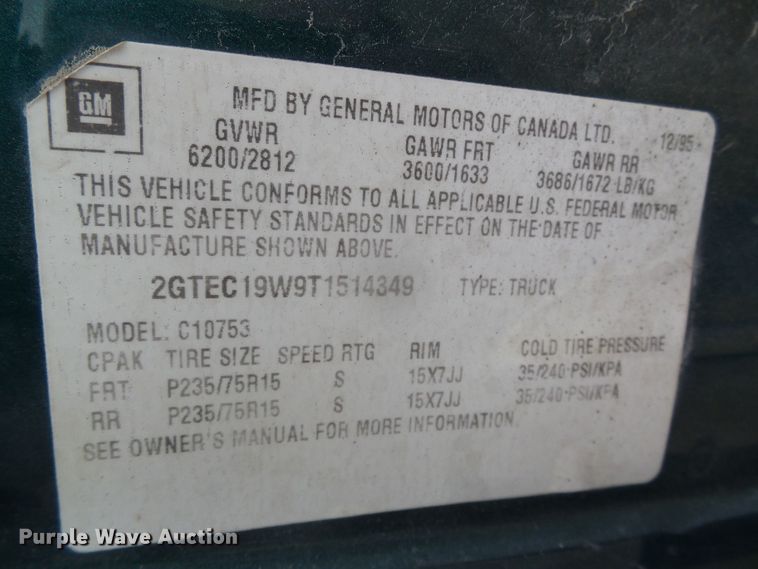 GM
MFD BY GENERAL MOTORS OF CANADA LTD. 12/95
GVWR GAWR FRT GAWR RR
6200/2812 3600/1633 3686/1672 LB/KG
THIS VEHICLE CONFORMS TO ALL APPLICABLE U.S. FEDERAL MOTOR
VEHICLE SAFETY STANDARDS IN EFFECT ON THE DATE OF
MANUFACTURE SHOWN ABOVE.
2GTEC19W9T1514349 TYPE: TRUCK
MODEL: C10753
CPAK TIRE SIZE SPEED RTG RIM COLD TIRE PRESSURE
FRT P235/75R15 S 15X7JJ 35/240 PSI/KPA
RR P235/75R15 S 15X7JJ 35/240 PSI/KPA
SEE OWNER'S MANUAL FOR MORE INFORMATION.
Purple Wave Auction